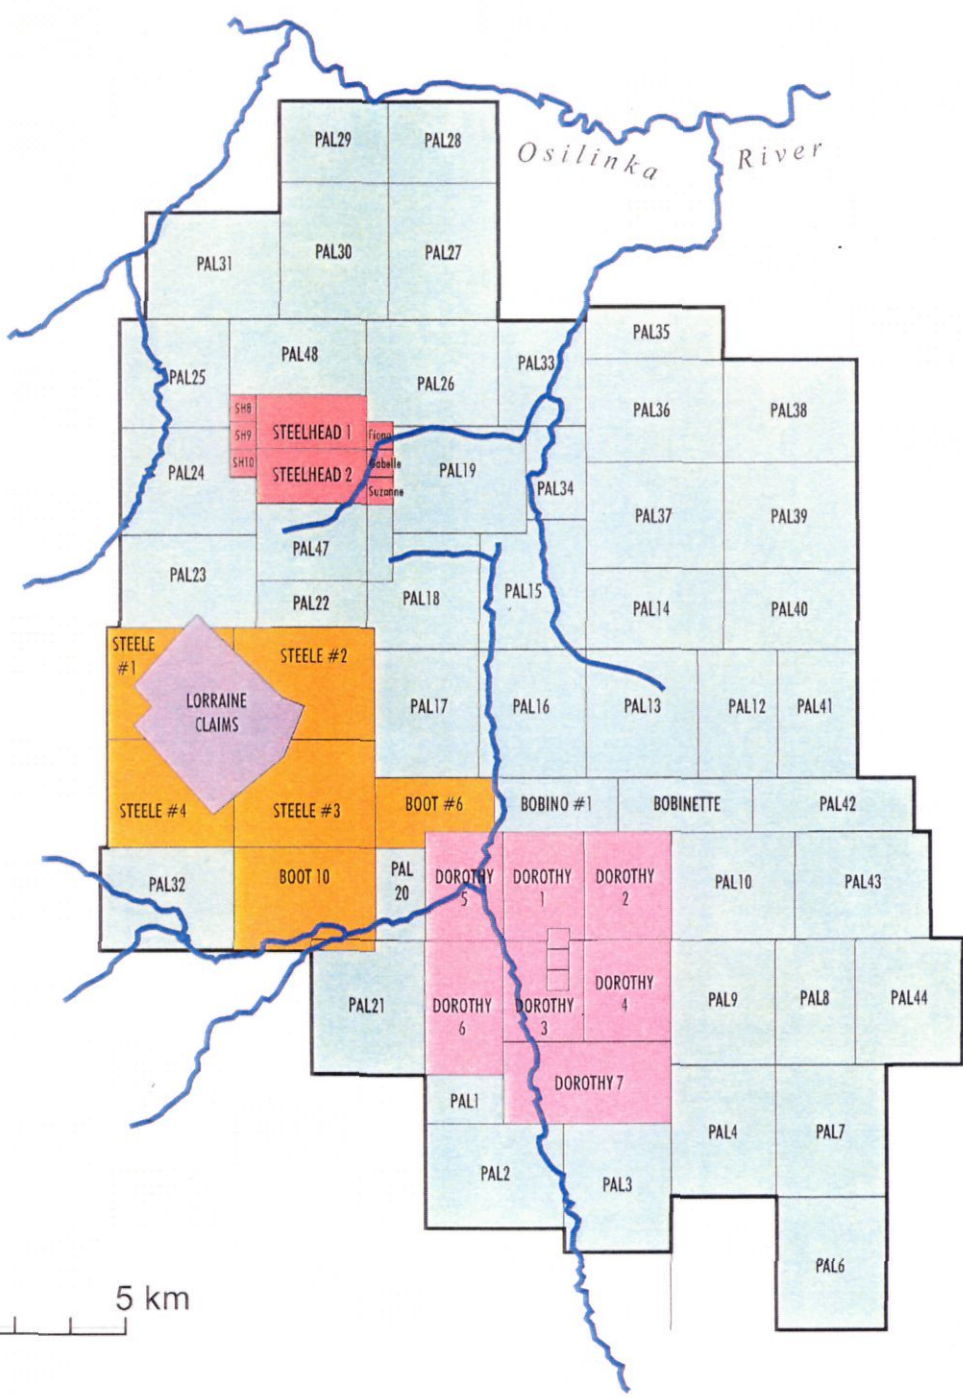 Osilinka River
PAL29
PAL28
PAL31
PAL30
PAL27
PAL35
PAL25
PAL48
PAL26
PAL33
PAL36
PAL38
SH8
SH9
SH10
STEELHEAD 1
STEELHEAD 2
Fiona
Gabelle
Suzanne
PAL24
PAL19
PAL34
PAL37
PAL39
PAL47
PAL23
PAL22
PAL18
PAL15
PAL14
PAL40
STEELE
#1
STEELE #2
LORRAINE
CLAIMS
PAL17
PAL16
PAL13
PAL12
PAL41
STEELE #4
STEELE #3
BOOT #6
BOBINO #1
BOBINETTE
PAL42
PAL32
BOOT 10
PAL
20
DOROTHY
5
DOROTHY
1
DOROTHY
2
PAL10
PAL43
PAL21
DOROTHY
6
DOROTHY
3
DOROTHY
4
PAL9
PAL8
PAL44
DOROTHY 7
PAL1
PAL4
PAL7
PAL2
PAL3
PAL6
5 km